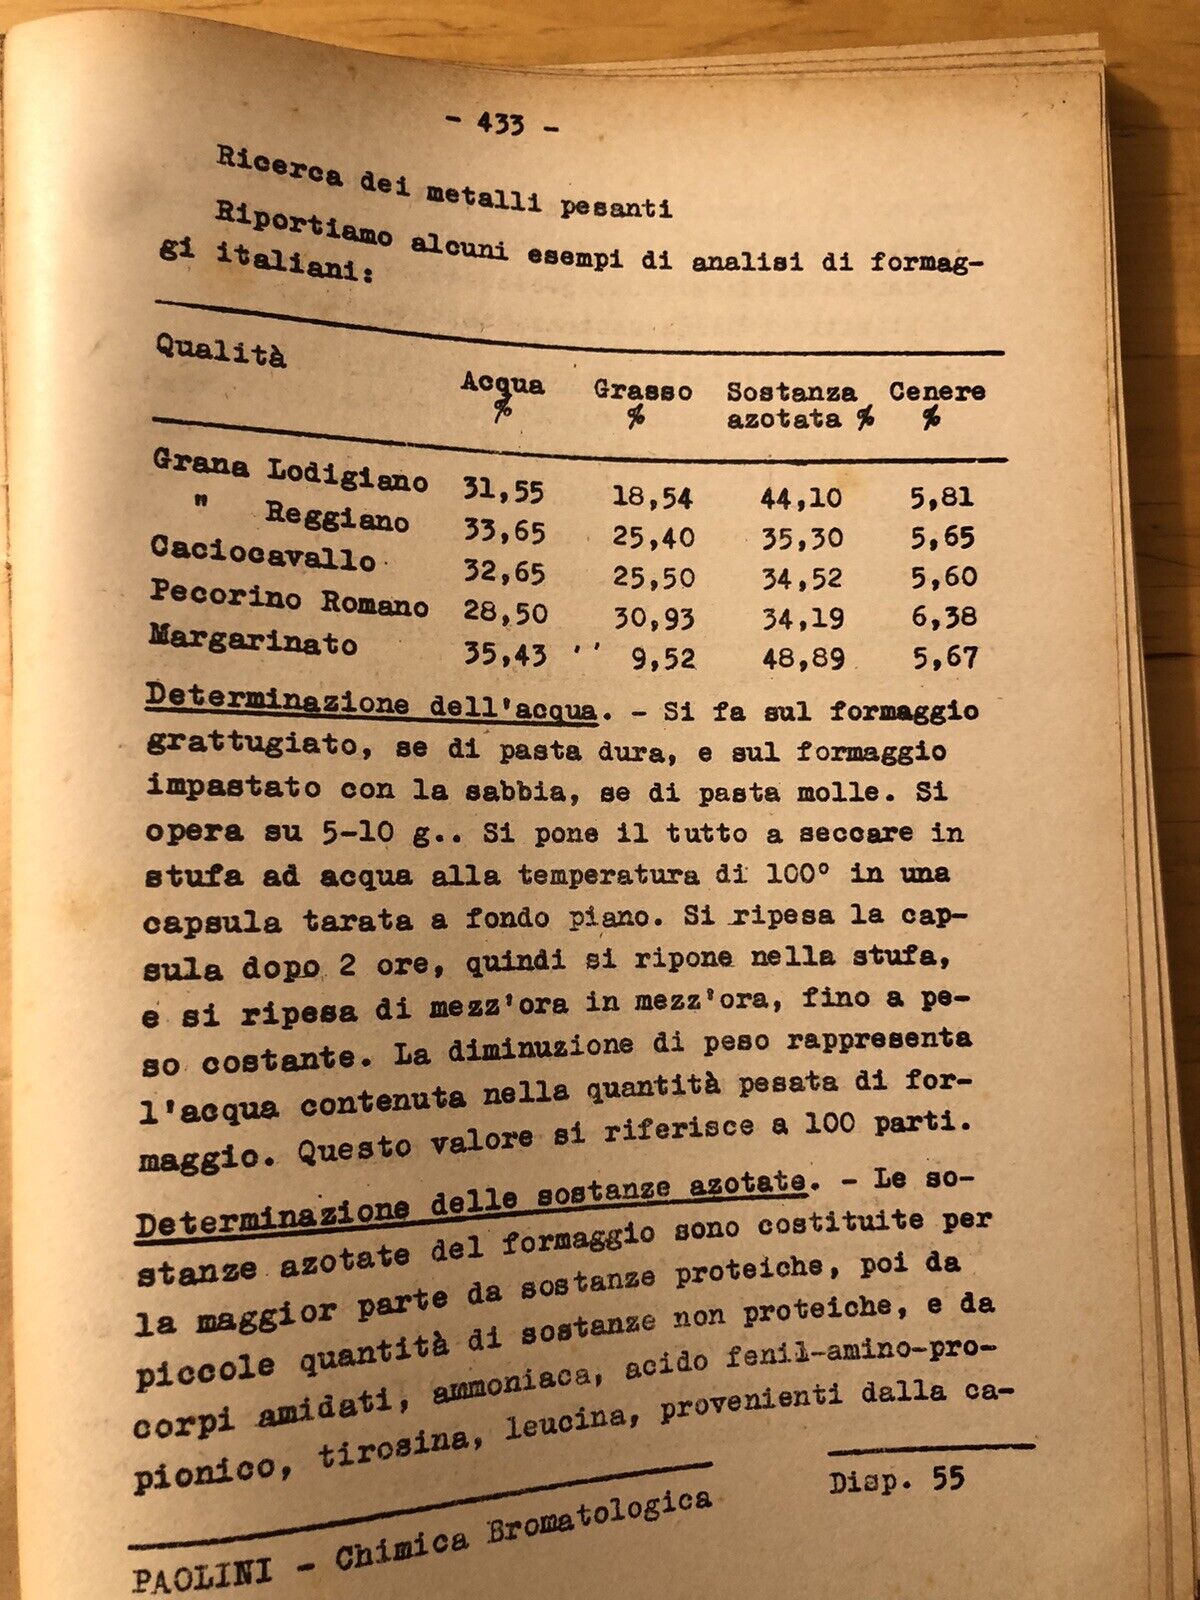 - 433 -
Ricerca dei metalli pesanti
Riportiamo alcuni esempi di analisi di formag-
gi italiani:
Qualità Acqua % Grasso % Sostanza azotata % Cenere %
Grana Lodigiano 31,55 18,54 44,10 5,81
" Reggiano 33,65 25,40 35,30 5,65
Caciocavallo 32,65 25,50 34,52 5,60
Pecorino Romano 28,50 30,93 34,19 6,38
Margarinato 35,43 '' 9,52 48,89 5,67
Determinazione dell'acqua. - Si fa sul formaggio
grattugiato, se di pasta dura, e sul formaggio
impastato con la sabbia, se di pasta molle. Si
opera su 5-10 g.. Si pone il tutto a seccare in
stufa ad acqua alla temperatura di 100° in una
capsula tarata a fondo piano. Si ripesa la cap-
sula dopo 2 ore, quindi si ripone nella stufa,
e si ripesa di mezz'ora in mezz'ora, fino a pe-
so costante. La diminuzione di peso rappresenta
l'acqua contenuta nella quantità pesata di for-
maggio. Questo valore si riferisce a 100 parti.
Determinazione delle sostanze azotate. - Le so-
stanze azotate del formaggio sono costituite per
la maggior parte da sostanze proteiche, poi da
piccole quantità di sostanze non proteiche, e da
corpi amidati, ammoniaca, acido fenil-amino-pro-
pionico, tirosina, leucina, provenienti dalla ca-
PAOLINI - Chimica Bromatologica Disp. 55